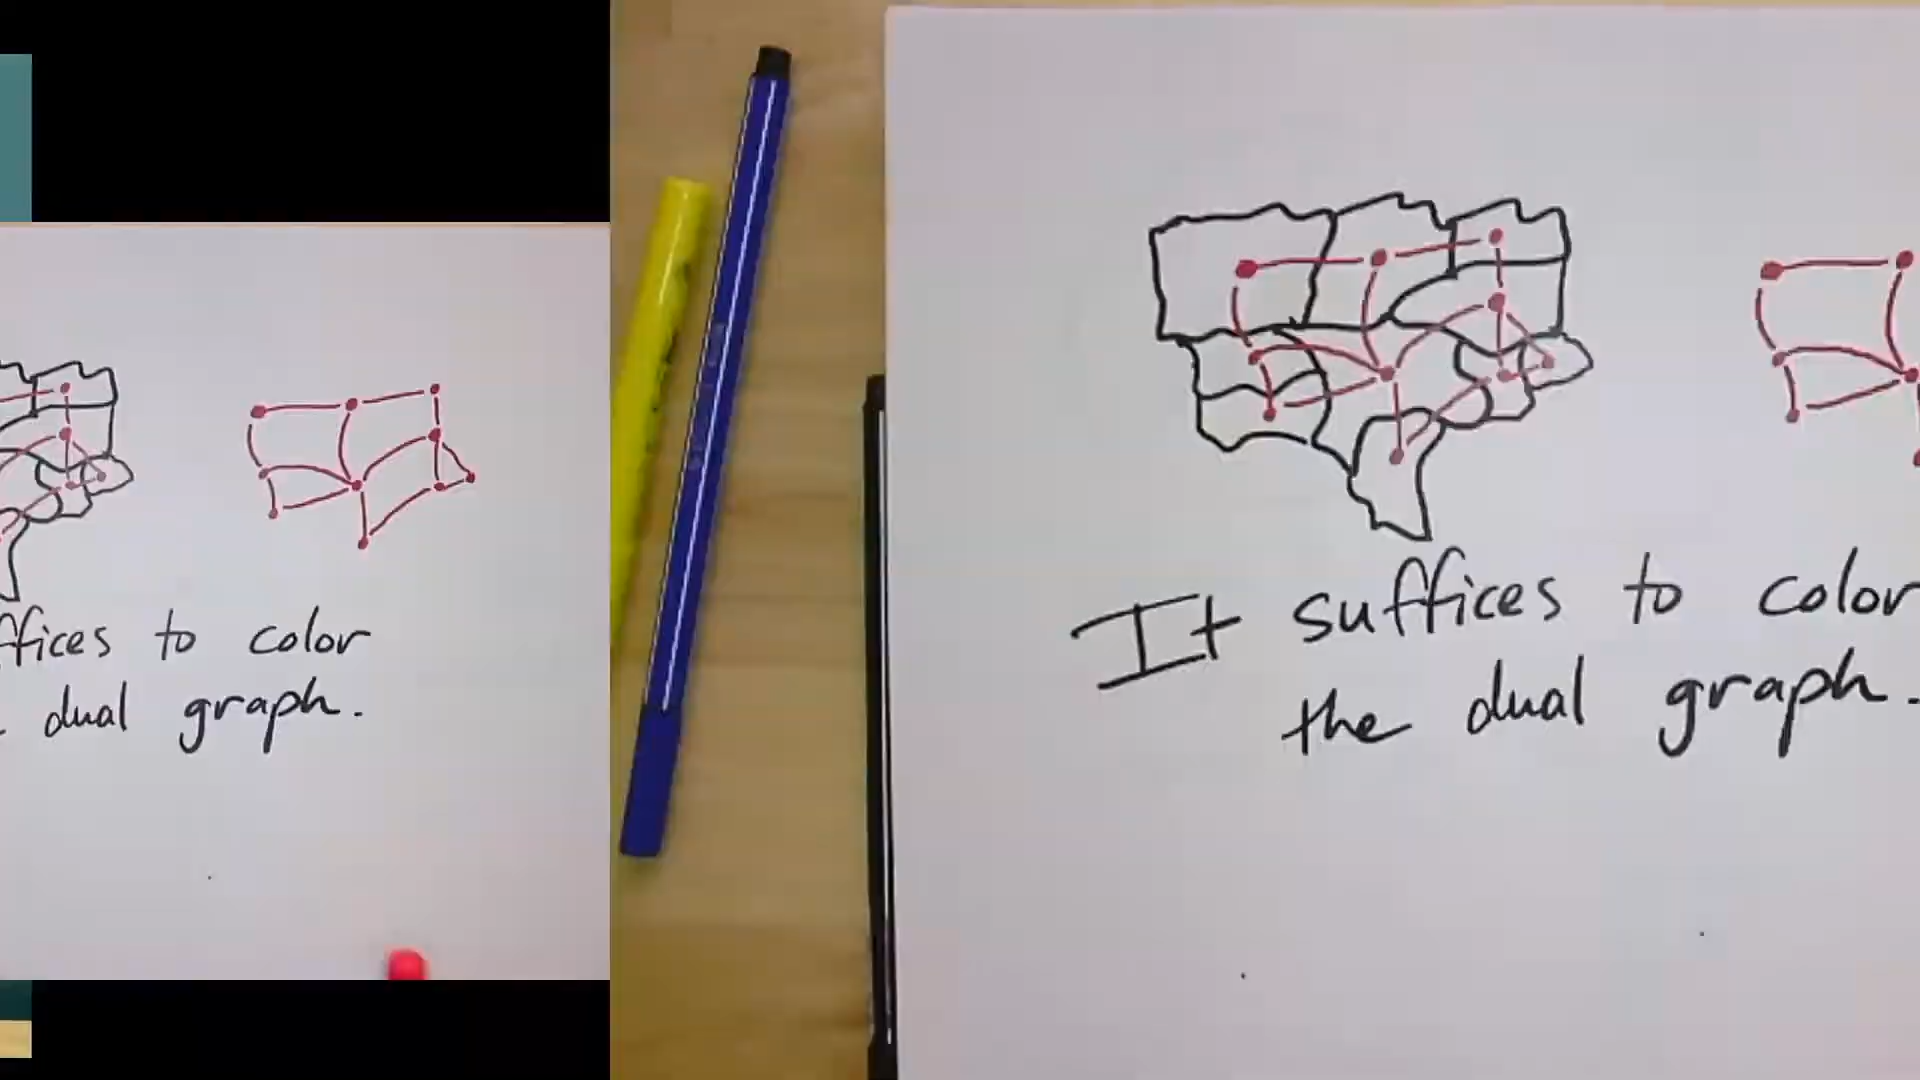 ffices to color
dual graph.
It suffices to color
the dual graph.